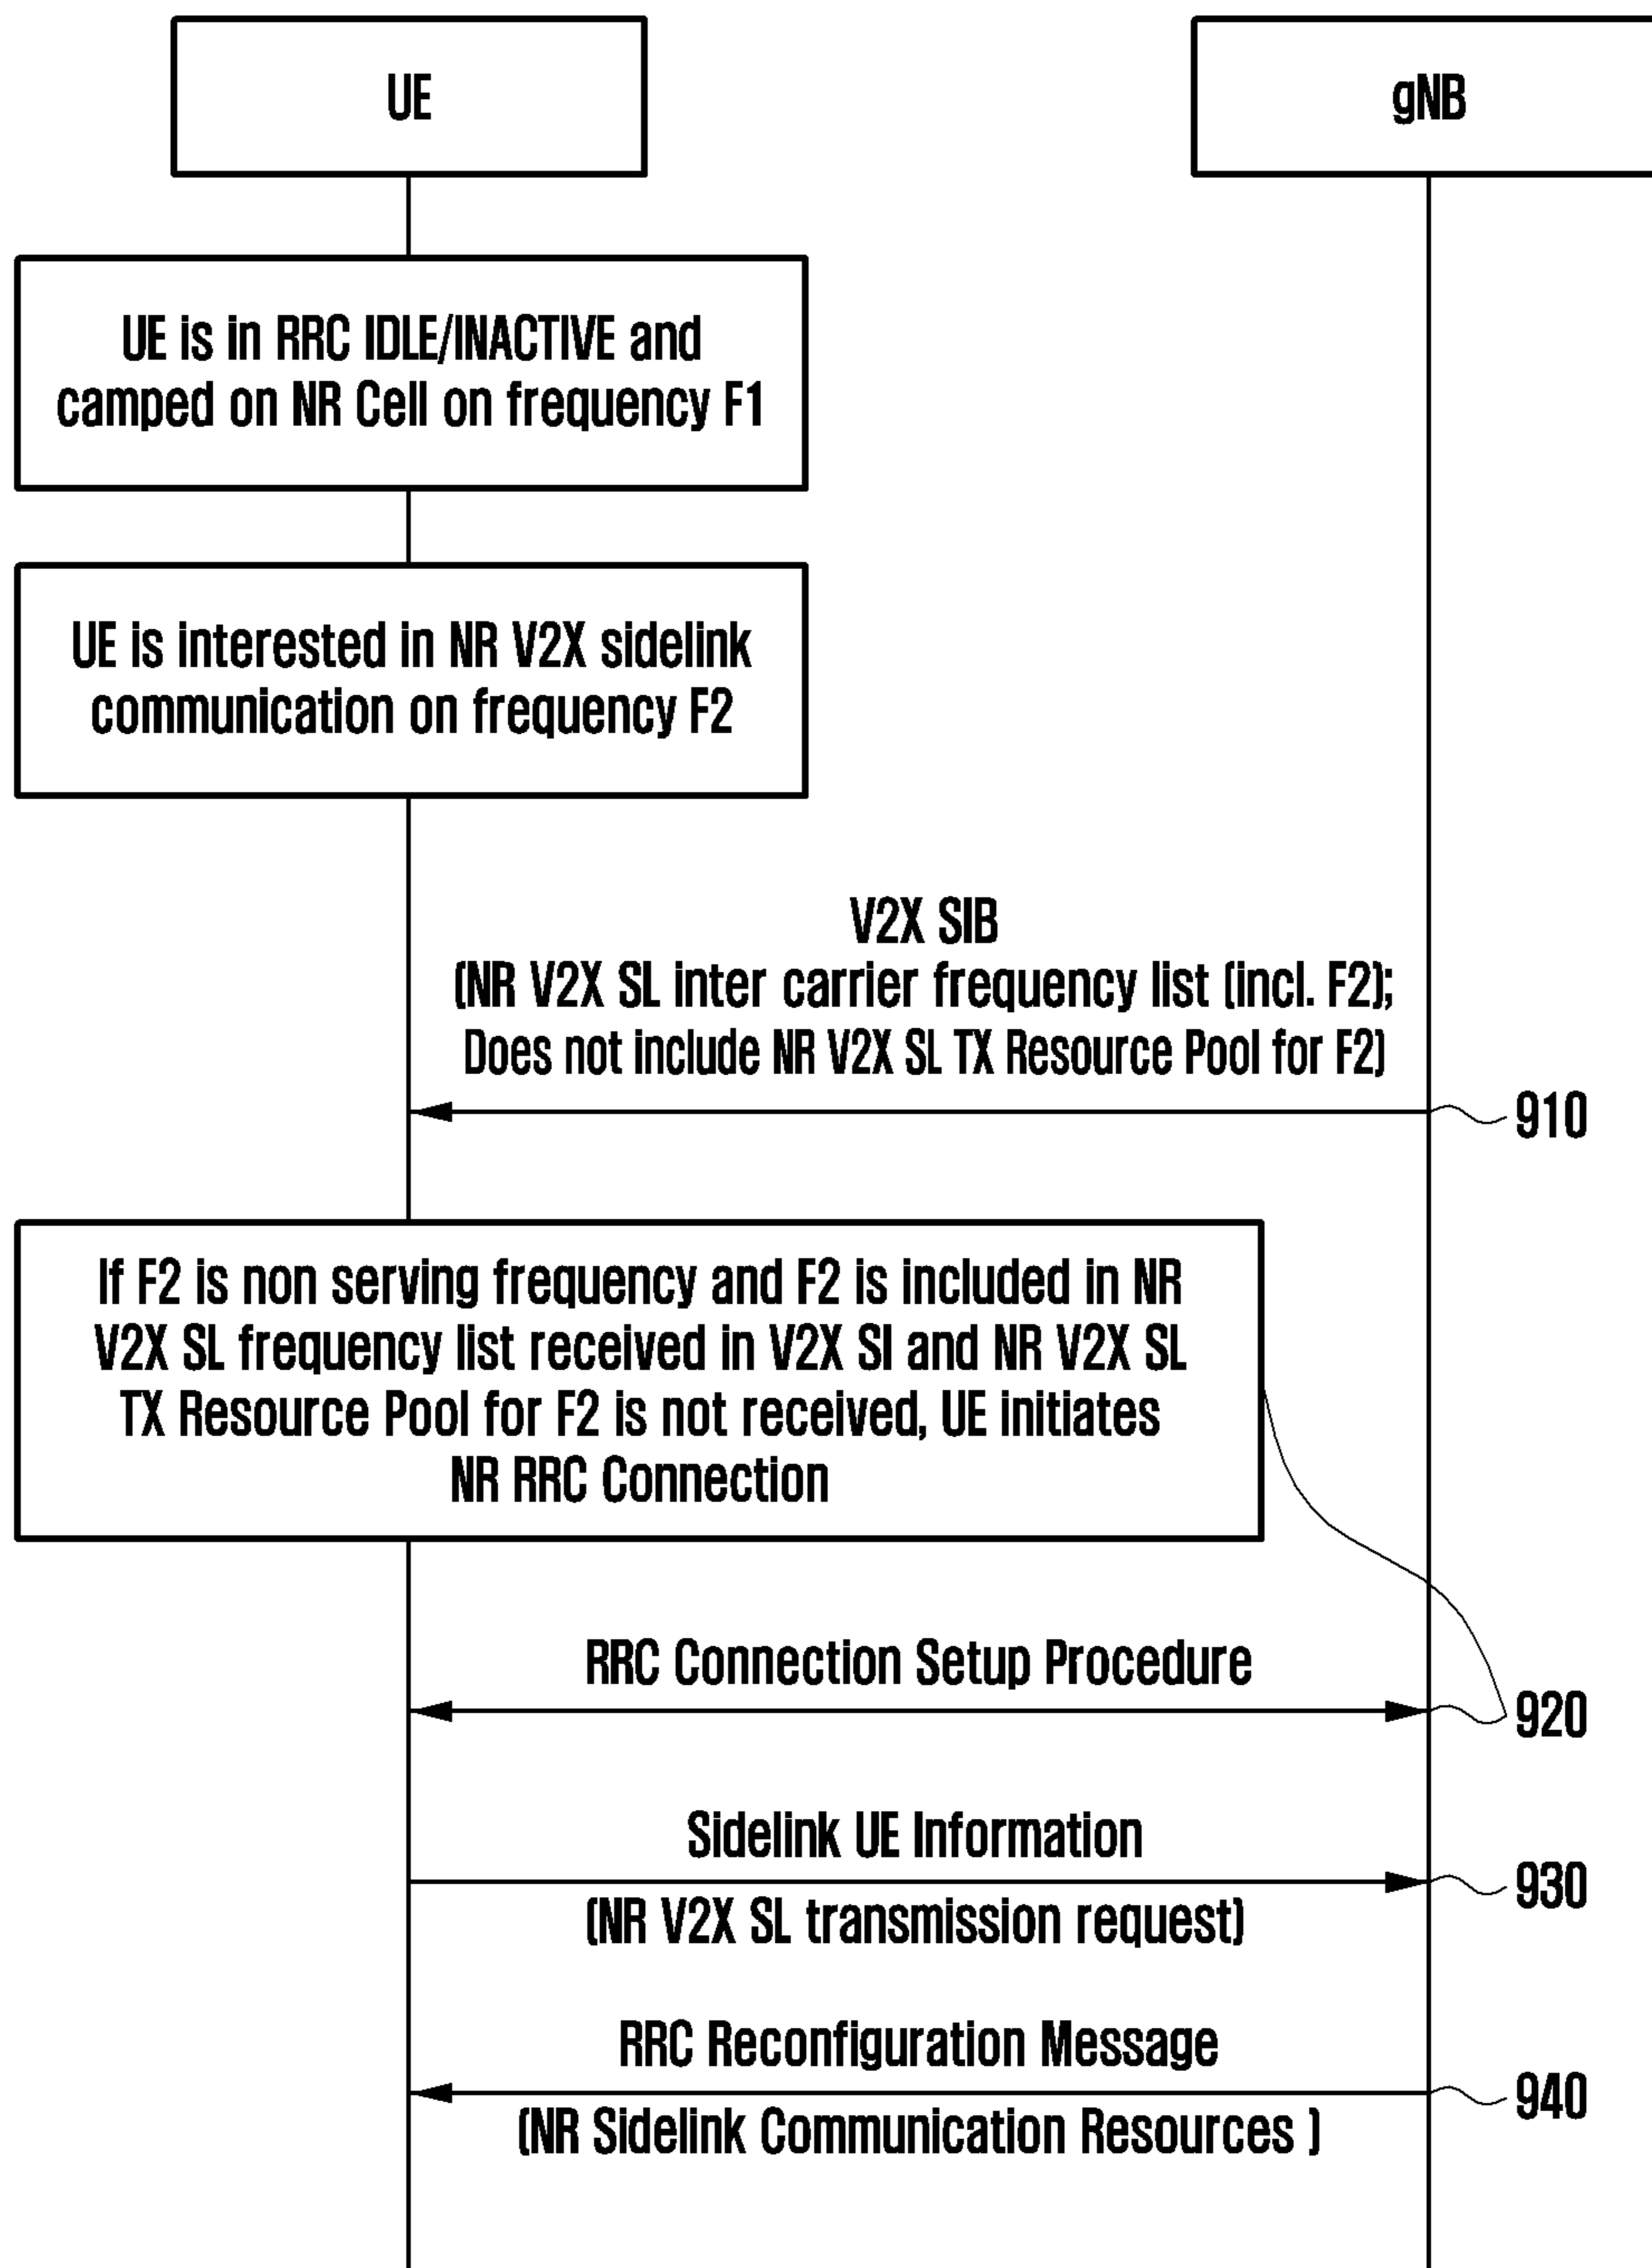 UE
gNB
UE is in RRC IDLE/INACTIVE and
camped on NR Cell on frequency F1
UE is interested in NR V2X sidelink
communication on frequency F2
V2X SIB
(NR V2X SL inter carrier frequency list (incl. F2);
Does not include NR V2X SL TX Resource Pool for F2)
910
If F2 is non serving frequency and F2 is included in NR
V2X SL frequency list received in V2X SI and NR V2X SL
TX Resource Pool for F2 is not received, UE initiates
NR RRC Connection
RRC Connection Setup Procedure
920
Sidelink UE Information
930
(NR V2X SL transmission request)
RRC Reconfiguration Message
940
(NR Sidelink Communication Resources )